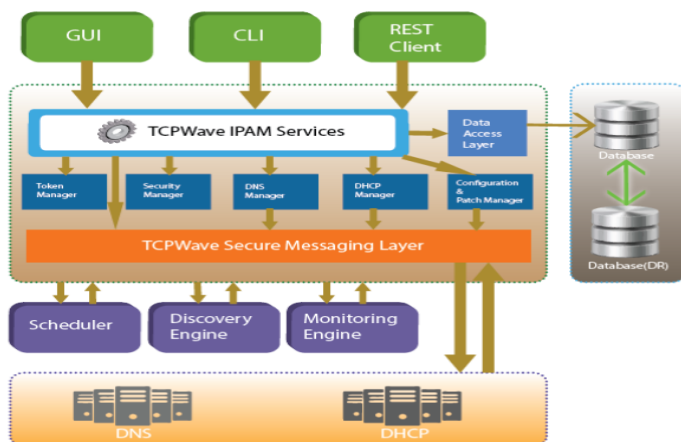 GUI
CLI
REST
Client
TCPWave IPAM Services
Data
Access
Layer
Database
Token
Manager
Security
Manager
DNS
Manager
DHCP
Manager
Configuration
&
Patch Manager
TCPWave Secure Messaging Layer
Database(DR)
Scheduler
Discovery
Engine
Monitoring
Engine
DNS
DHCP